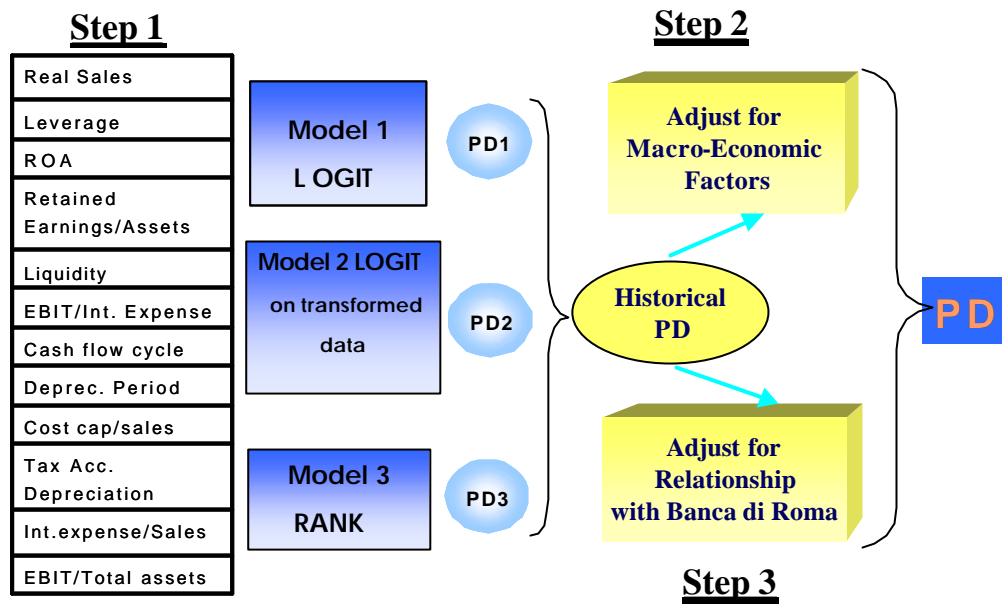 Step 1
Real Sales
Leverage
ROA
Retained
Earnings/Assets
Liquidity
EBIT/Int. Expense
Cash flow cycle
Deprec. Period
Cost cap/sales
Tax Acc.
Depreciation
Int.expense/Sales
EBIT/Total assets
Model 1
LOGIT
PD1
Model 2 LOGIT
on transformed
data
PD2
Model 3
RANK
PD3
Step 2
Adjust for
Macro-Economic
Factors
Historical
PD
Adjust for
Relationship
with Banca di Roma
Step 3
PD